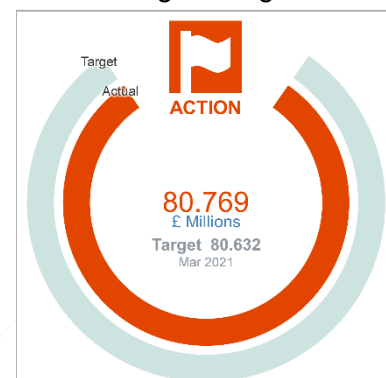 Target
Actual
ACTION
80.769
£ Millions
Target 80.632
Mar 2021